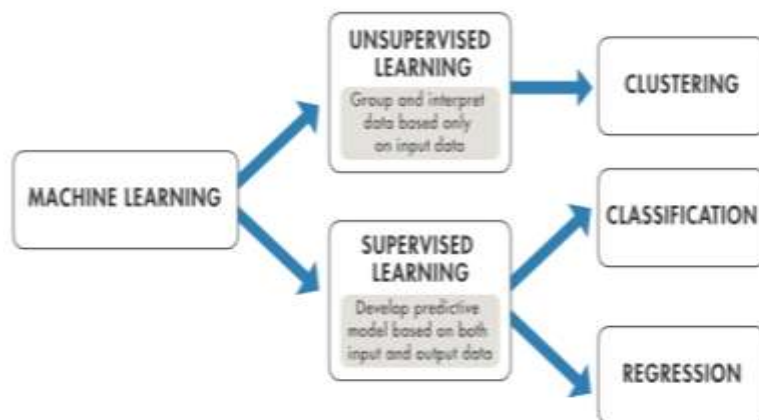 UNSUPERVISED
LEARNING
Group and interpret
data based only
on input data
CLUSTERING
MACHINE LEARNING
SUPERVISED
LEARNING
Develop predictive
model based on both
input and output data
CLASSIFICATION
REGRESSION